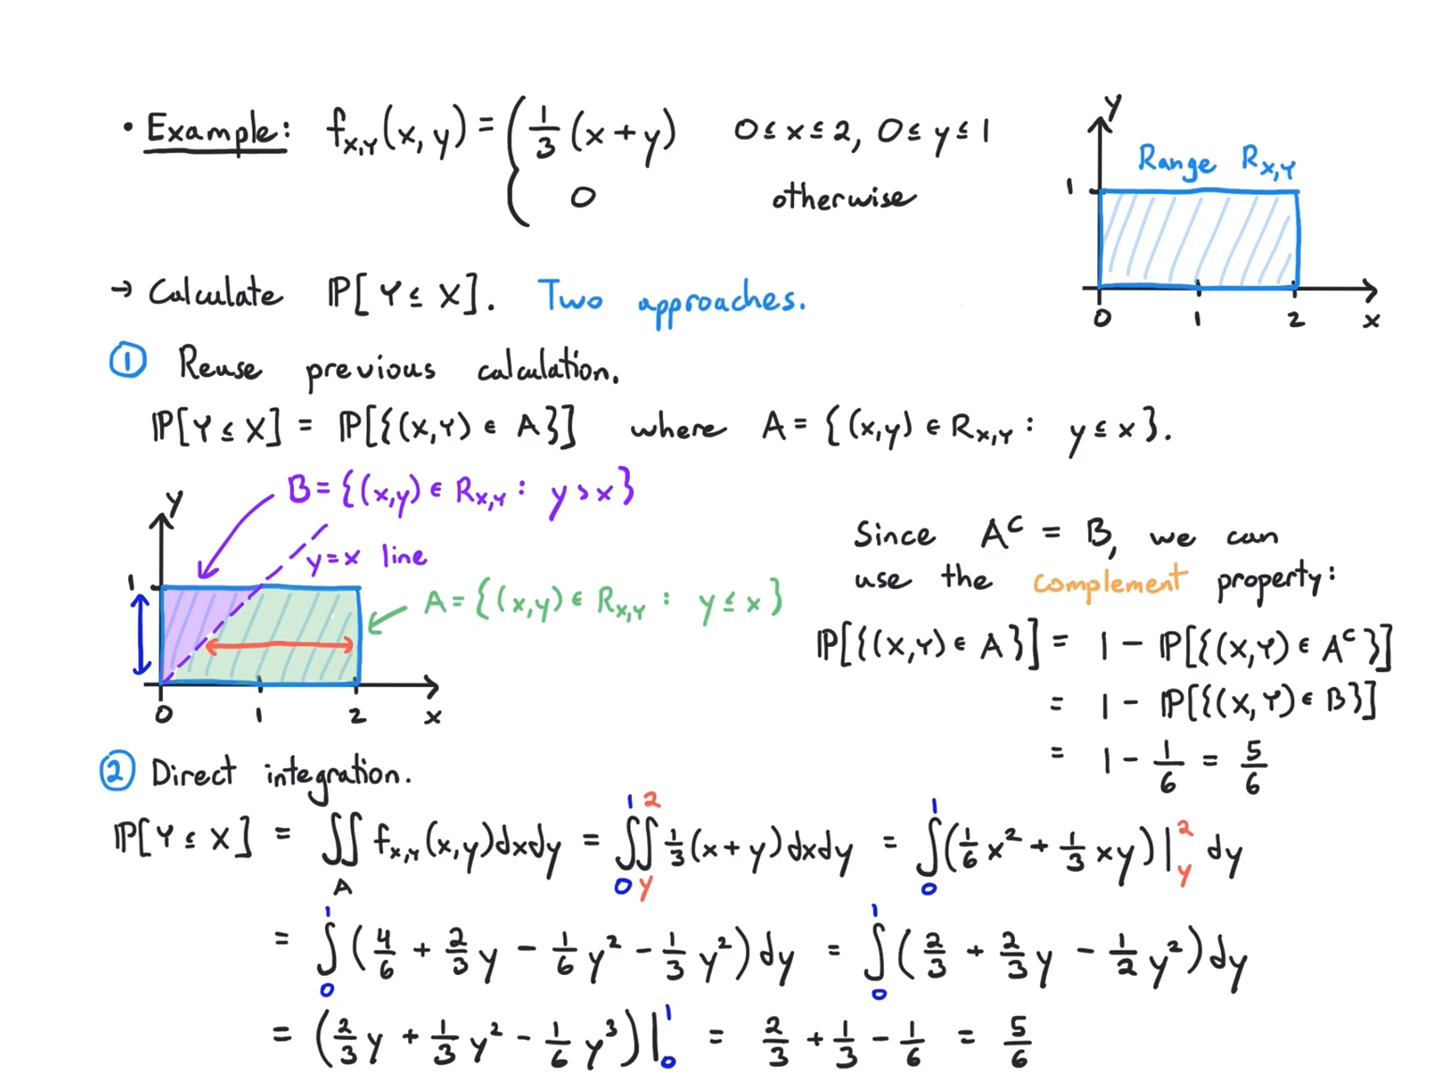 • Example: f_{X,Y}(x, y) = { 1/3 (x + y)   0 ≤ x ≤ 2, 0 ≤ y ≤ 1
0   otherwise
y
Range R_{X,Y}
1
0 1 2 x
→ Calculate ℙ[Y ≤ X]. Two approaches.
① Reuse previous calculation.
ℙ[Y ≤ X] = ℙ[{(X,Y) ∈ A}] where A = {(x,y) ∈ R_{X,Y} : y ≤ x}.
B = {(x,y) ∈ R_{X,Y} : y > x}
y
y = x line
1
A = {(x,y) ∈ R_{X,Y} : y ≤ x}
0 1 2 x
Since A^C = B, we can
use the complement property:
ℙ[{(X,Y) ∈ A}] = 1 − ℙ[{(X,Y) ∈ A^C}]
= 1 − ℙ[{(X,Y) ∈ B}]
= 1 − 1/6 = 5/6
② Direct integration.
ℙ[Y ≤ X] = ∬_A f_{X,Y}(x,y) dx dy = ∫_0^1 ∫_y^2 1/3 (x + y) dx dy = ∫_0^1 (1/6 x² + 1/3 xy)|_y^2 dy
= ∫_0^1 (4/6 + 2/3 y − 1/6 y² − 1/3 y²) dy = ∫_0^1 (2/3 + 2/3 y − 1/2 y²) dy
= (2/3 y + 1/3 y² − 1/6 y³)|_0^1 = 2/3 + 1/3 − 1/6 = 5/6